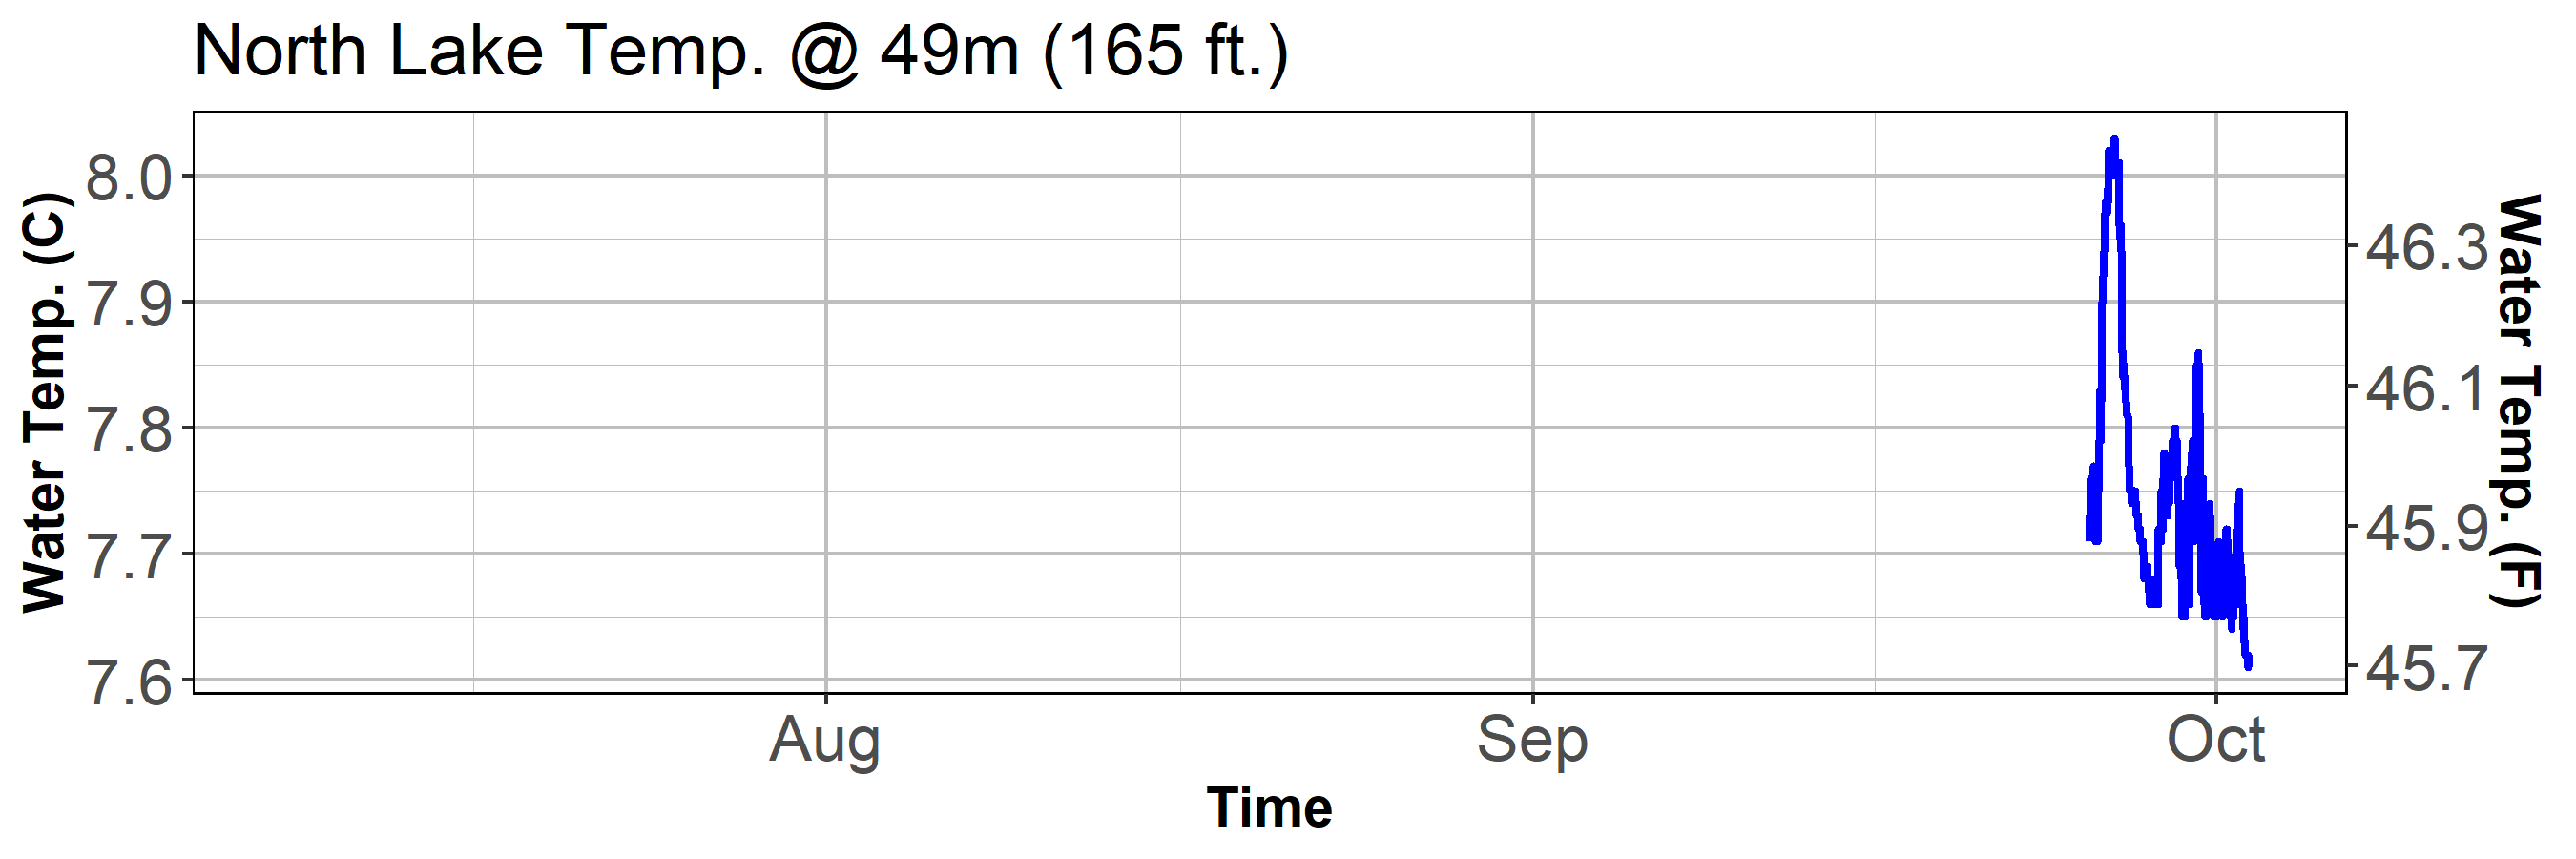 North Lake Temp. @ 49m (165 ft.)
Water Temp. (C)
8.0
7.9
7.8
7.7
7.6
46.3
46.1
45.9
45.7
Water Temp. (F)
Aug Sep Oct
Time